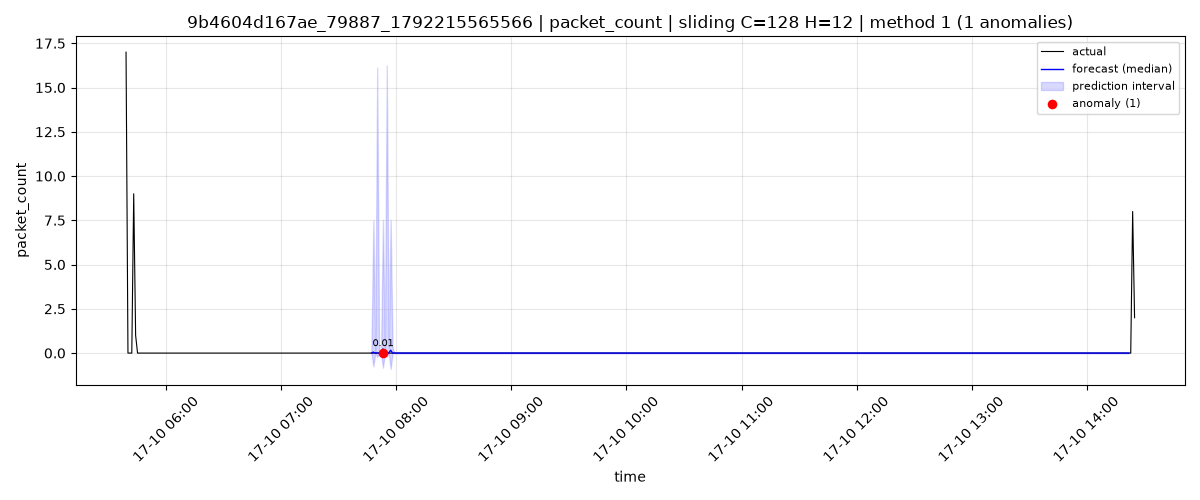 9b4604d167ae_79887_1792215565566 | packet_count | sliding C=128 H=12 | method 1 (1 anomalies)
actual
forecast (median)
prediction interval
anomaly (1)
packet_count
17.5
15.0
12.5
10.0
7.5
5.0
2.5
0.0
0.01
17-10 06:00
17-10 07:00
17-10 08:00
17-10 09:00
17-10 10:00
17-10 11:00
17-10 12:00
17-10 13:00
17-10 14:00
time